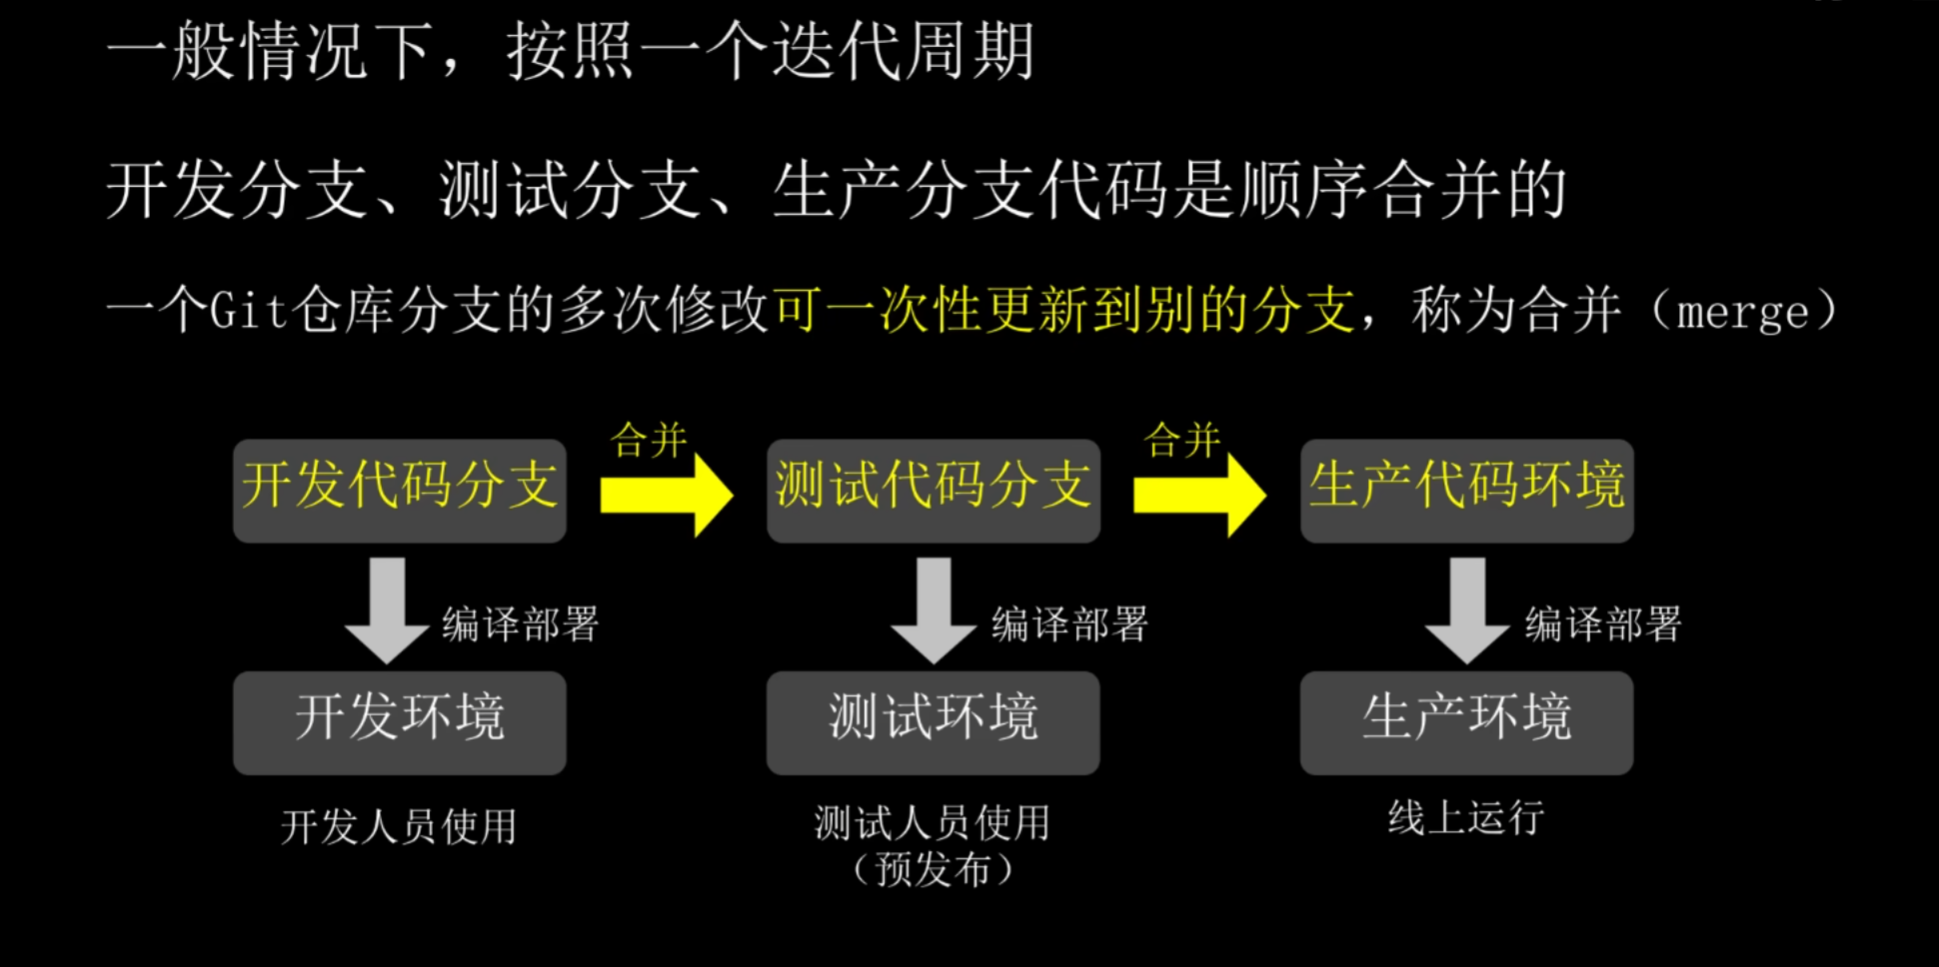 一般情况下，按照一个迭代周期
开发分支、测试分支、生产分支代码是顺序合并的
一个Git仓库分支的多次修改可一次性更新到别的分支，称为合并（merge）
合并
合并
开发代码分支
测试代码分支
生产代码环境
编译部署
编译部署
编译部署
开发环境
测试环境
生产环境
开发人员使用
测试人员使用
（预发布）
线上运行